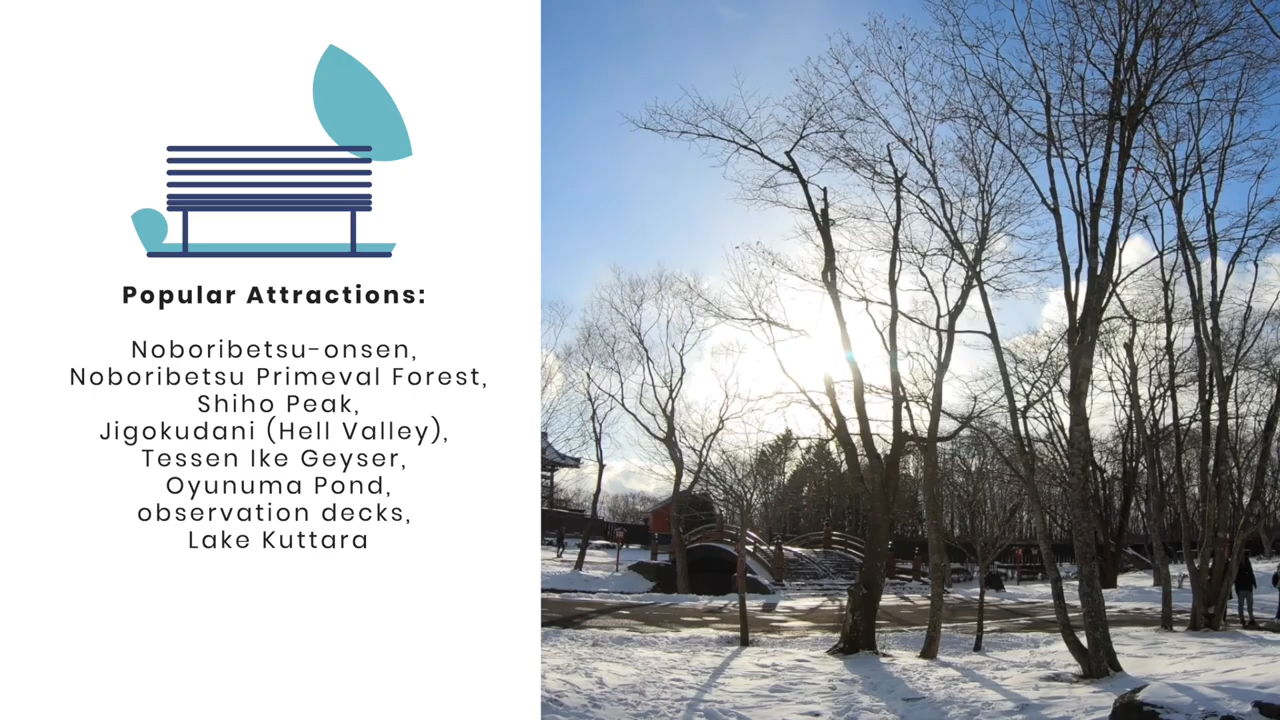 Popular Attractions:
Noboribetsu-onsen,
Noboribetsu Primeval Forest,
Shiho Peak,
Jigokudani (Hell Valley),
Tessen Ike Geyser,
Oyunuma Pond,
observation decks,
Lake Kuttara